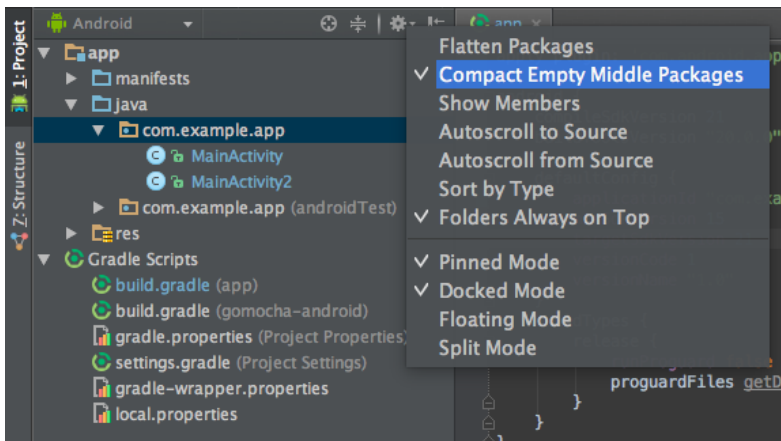 1: Project
Z: Structure
Android
app
manifests
java
com.example.app
MainActivity
MainActivity2
com.example.app (androidTest)
res
Gradle Scripts
build.gradle (app)
build.gradle (gomocha-android)
gradle.properties (Project Properties)
settings.gradle (Project Settings)
gradle-wrapper.properties
local.properties
app
Flatten Packages
Compact Empty Middle Packages
Show Members
Autoscroll to Source
Autoscroll from Source
Sort by Type
Folders Always on Top
Pinned Mode
Docked Mode
Floating Mode
Split Mode
proguardFiles getD
}
}